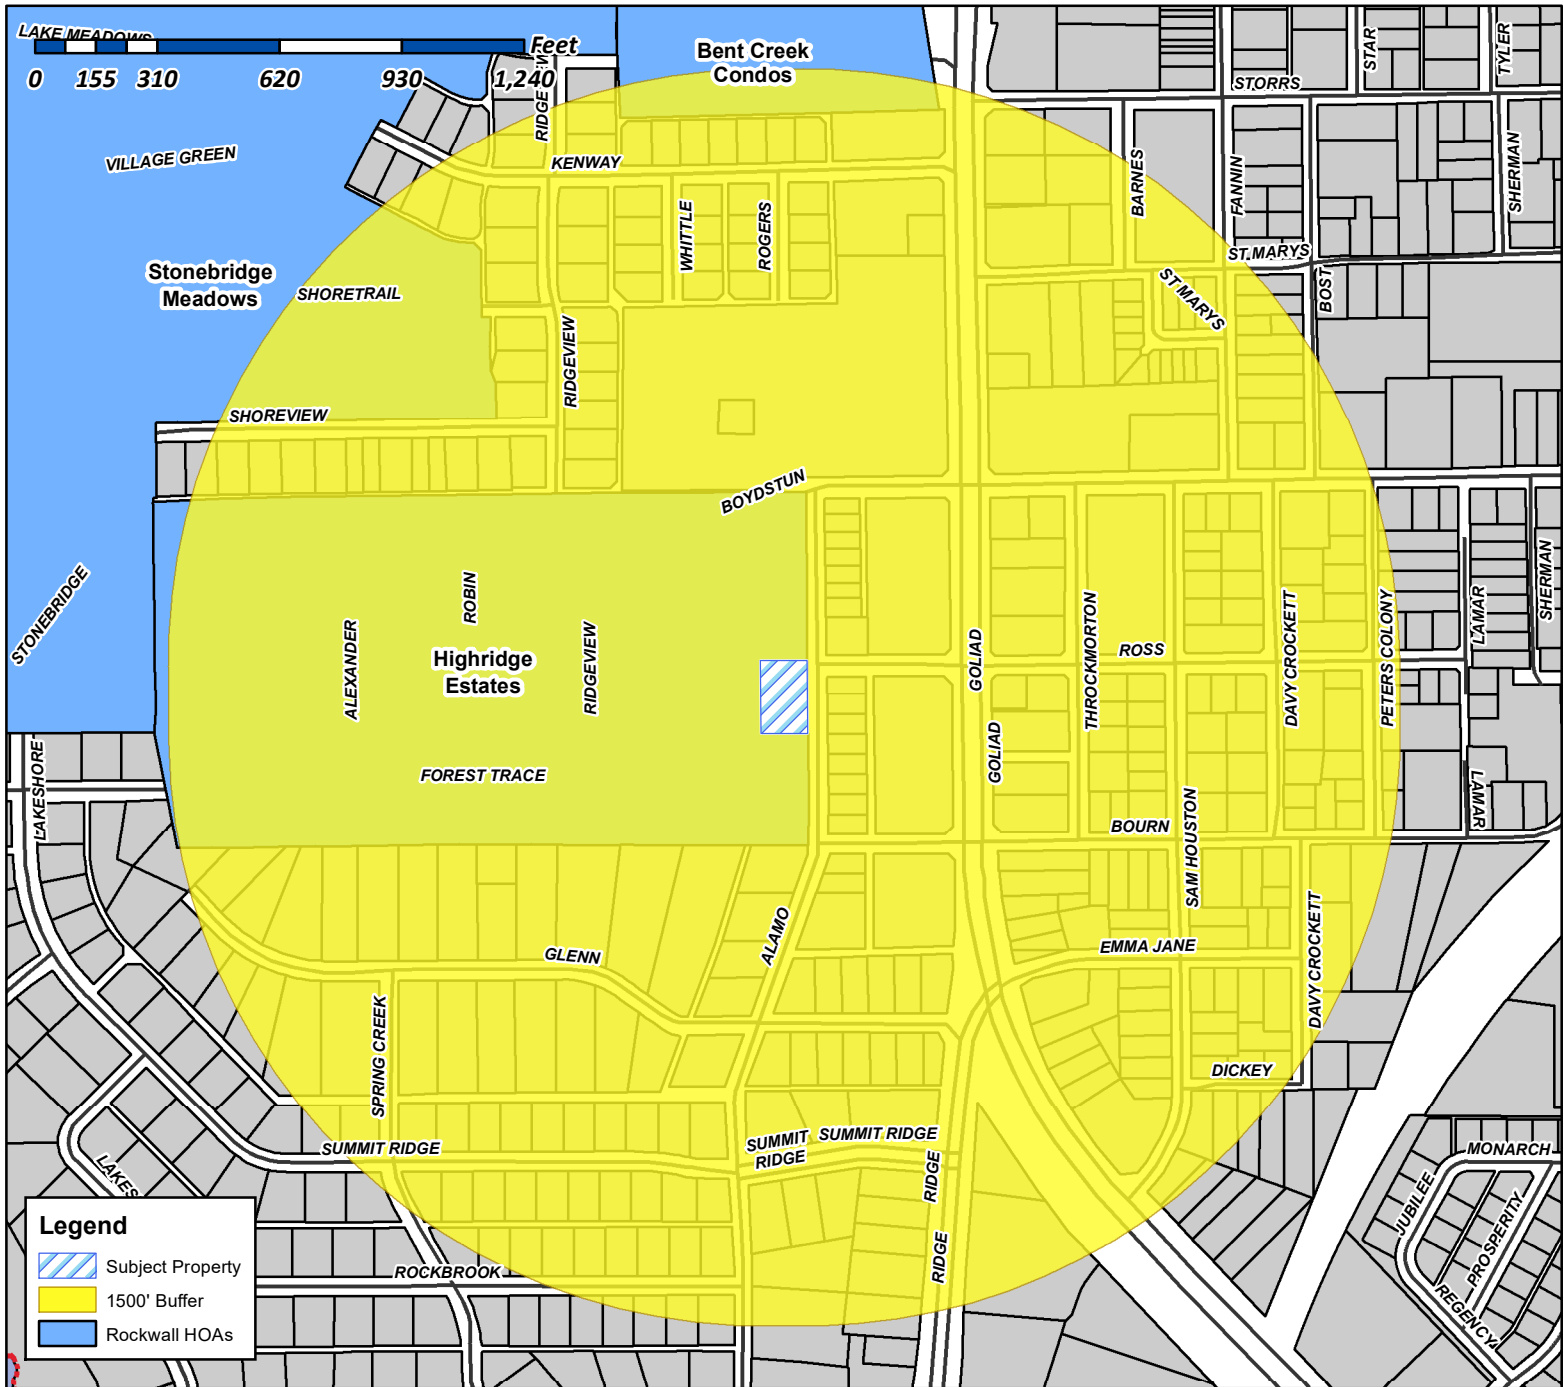 LAKE MEADOWS
Feet
0 155 310 620 930 1,240
Bent Creek
Condos
STAR
TYLER
STORRS
RIDGEVIEW
KENWAY
VILLAGE GREEN
BARNES
FANNIN
SHERMAN
WHITTLE
ROGERS
ST MARYS
Stonebridge
Meadows
SHORETRAIL
ST MARYS
BOST
RIDGEVIEW
SHOREVIEW
BOYDSTUN
STONEBRIDGE
ROBIN
ALEXANDER
Highridge
Estates
RIDGEVIEW
GOLIAD
THROCKMORTON
ROSS
DAVY CROCKETT
PETERS COLONY
LAMAR
SHERMAN
GOLIAD
FOREST TRACE
LAKESHORE
SAM HOUSTON
LAMAR
BOURN
ALAMO
GLENN
EMMA JANE
DAVY CROCKETT
SPRING CREEK
DICKEY
SUMMIT RIDGE
SUMMIT
RIDGE
SUMMIT RIDGE
RIDGE
MONARCH
JUBILEE
PROSPERITY
REGENCY
RIDGE
ROCKBROOK
Legend
Subject Property
1500' Buffer
Rockwall HOAs